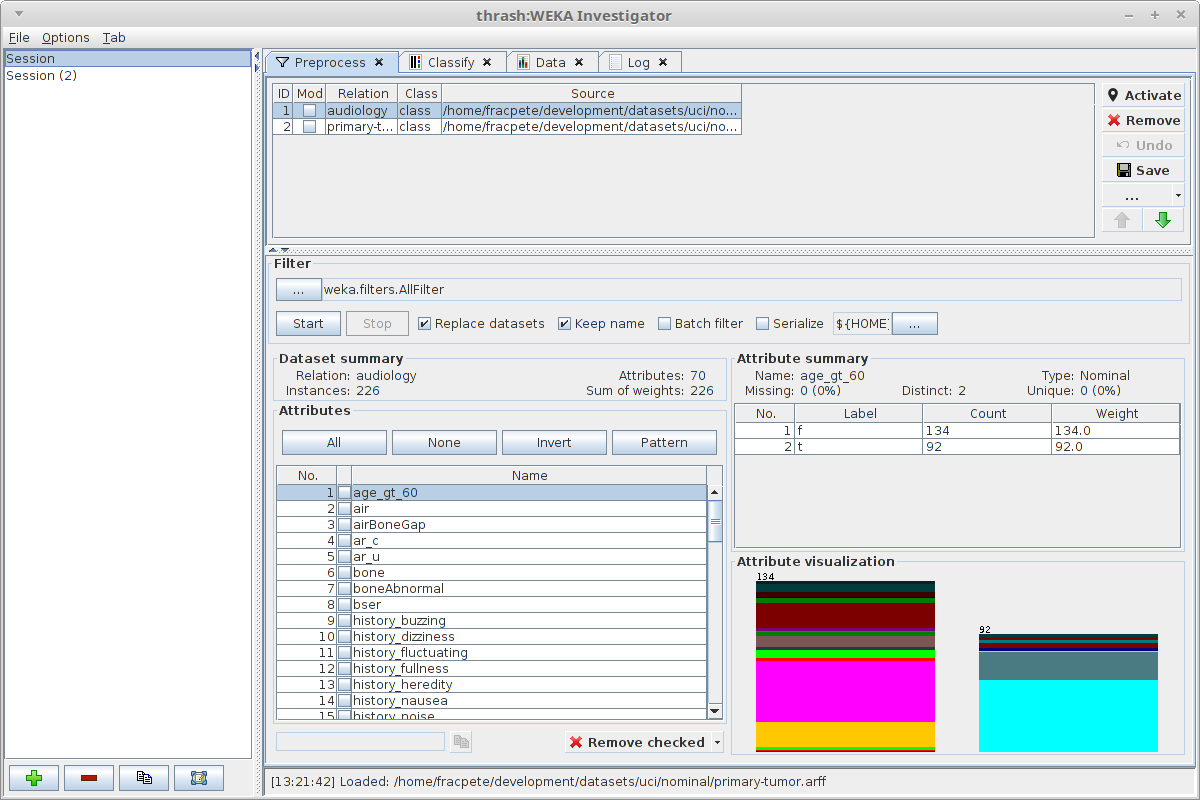 thrash:WEKA Investigator
File Options Tab
Session
Session (2)
Preprocess Classify Data Log
ID Mod Relation Class Source
1 audiology class /home/fracpete/development/datasets/uci/no...
2 primary-t... class /home/fracpete/development/datasets/uci/no...
Activate
Remove
Undo
Save
...
Filter
... weka.filters.AllFilter
Start Stop Replace datasets Keep name Batch filter Serialize ${HOME} ...
Dataset summary
Relation: audiology Attributes: 70
Instances: 226 Sum of weights: 226
Attributes
All None Invert Pattern
No. Name
1 age_gt_60
2 air
3 airBoneGap
4 ar_c
5 ar_u
6 bone
7 boneAbnormal
8 bser
9 history_buzzing
10 history_dizziness
11 history_fluctuating
12 history_fullness
13 history_heredity
14 history_nausea
15 history_noise
Remove checked
Attribute summary
Name: age_gt_60 Type: Nominal
Missing: 0 (0%) Distinct: 2 Unique: 0 (0%)
No. Label Count Weight
1 f 134 134.0
2 t 92 92.0
Attribute visualization
134
92
[13:21:42] Loaded: /home/fracpete/development/datasets/uci/nominal/primary-tumor.arff